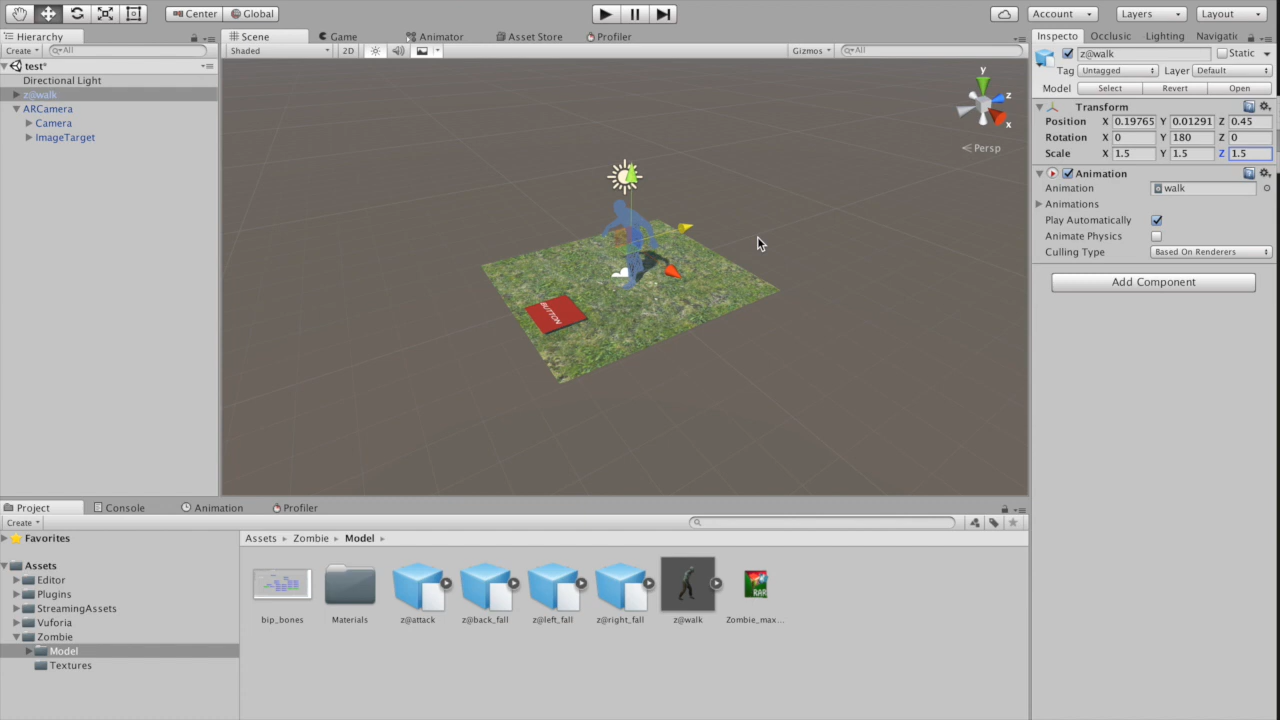 Center Global Account Layers Layout
Hierarchy Scene Game Animator Asset Store Profiler Inspecto Occlusic Lighting Navigatic
Create All Shaded 2D Gizmos All z@walk Static
test* Tag Untagged Layer Default
Directional Light Model Select Revert Open
z@walk Transform
ARCamera Position X 0.19765 Y 0.01291 Z 0.45
Camera Rotation X 0 Y 180 Z 0
ImageTarget Scale X 1.5 Y 1.5 Z 1.5
y
z
x
Persp
BUTTON
Animation
Animation walk
Animations
Play Automatically
Animate Physics
Culling Type Based On Renderers
Add Component
Project Console Animation Profiler
Create
Favorites Assets Zombie Model
Assets
Editor
Plugins
StreamingAssets
Vuforia
Zombie
Model
Textures
RAR
bip_bones Materials z@attack z@back_fall z@left_fall z@right_fall z@walk Zombie_max...